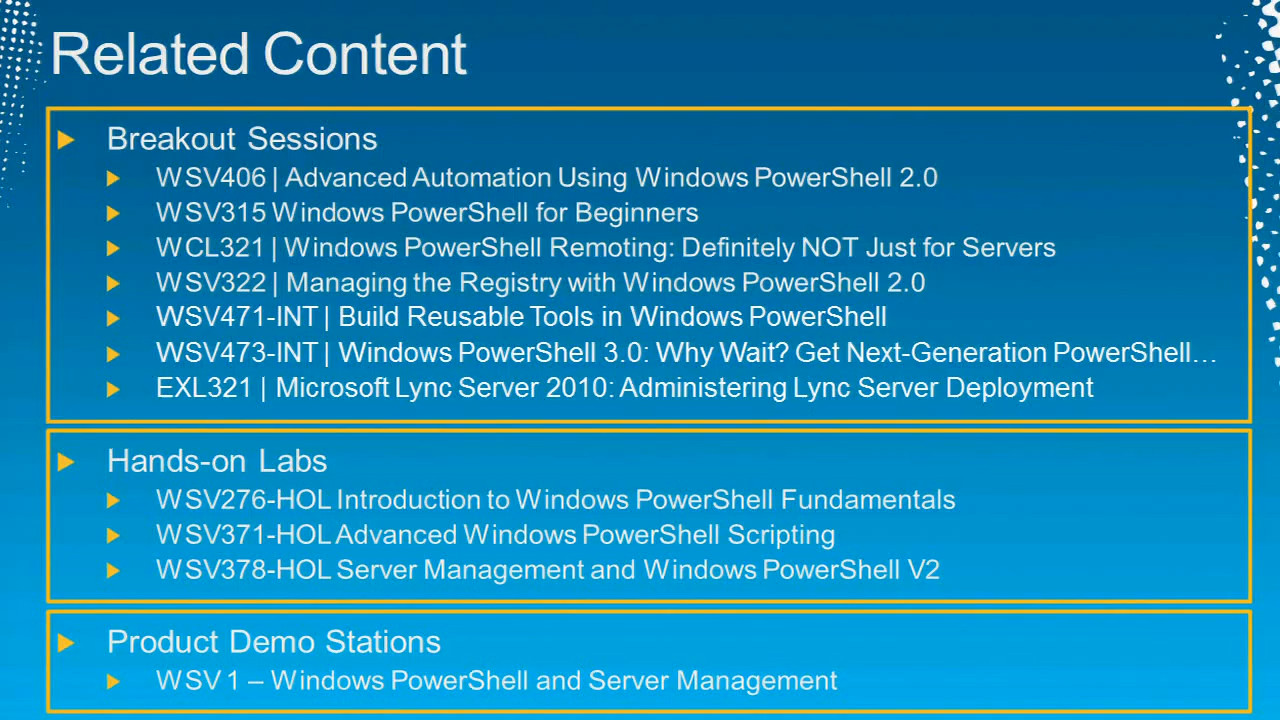 Related Content
Breakout Sessions
WSV406 | Advanced Automation Using Windows PowerShell 2.0
WSV315 Windows PowerShell for Beginners
WCL321 | Windows PowerShell Remoting: Definitely NOT Just for Servers
WSV322 | Managing the Registry with Windows PowerShell 2.0
WSV471-INT | Build Reusable Tools in Windows PowerShell
WSV473-INT | Windows PowerShell 3.0: Why Wait? Get Next-Generation PowerShell…
EXL321 | Microsoft Lync Server 2010: Administering Lync Server Deployment
Hands-on Labs
WSV276-HOL Introduction to Windows PowerShell Fundamentals
WSV371-HOL Advanced Windows PowerShell Scripting
WSV378-HOL Server Management and Windows PowerShell V2
Product Demo Stations
WSV 1 – Windows PowerShell and Server Management